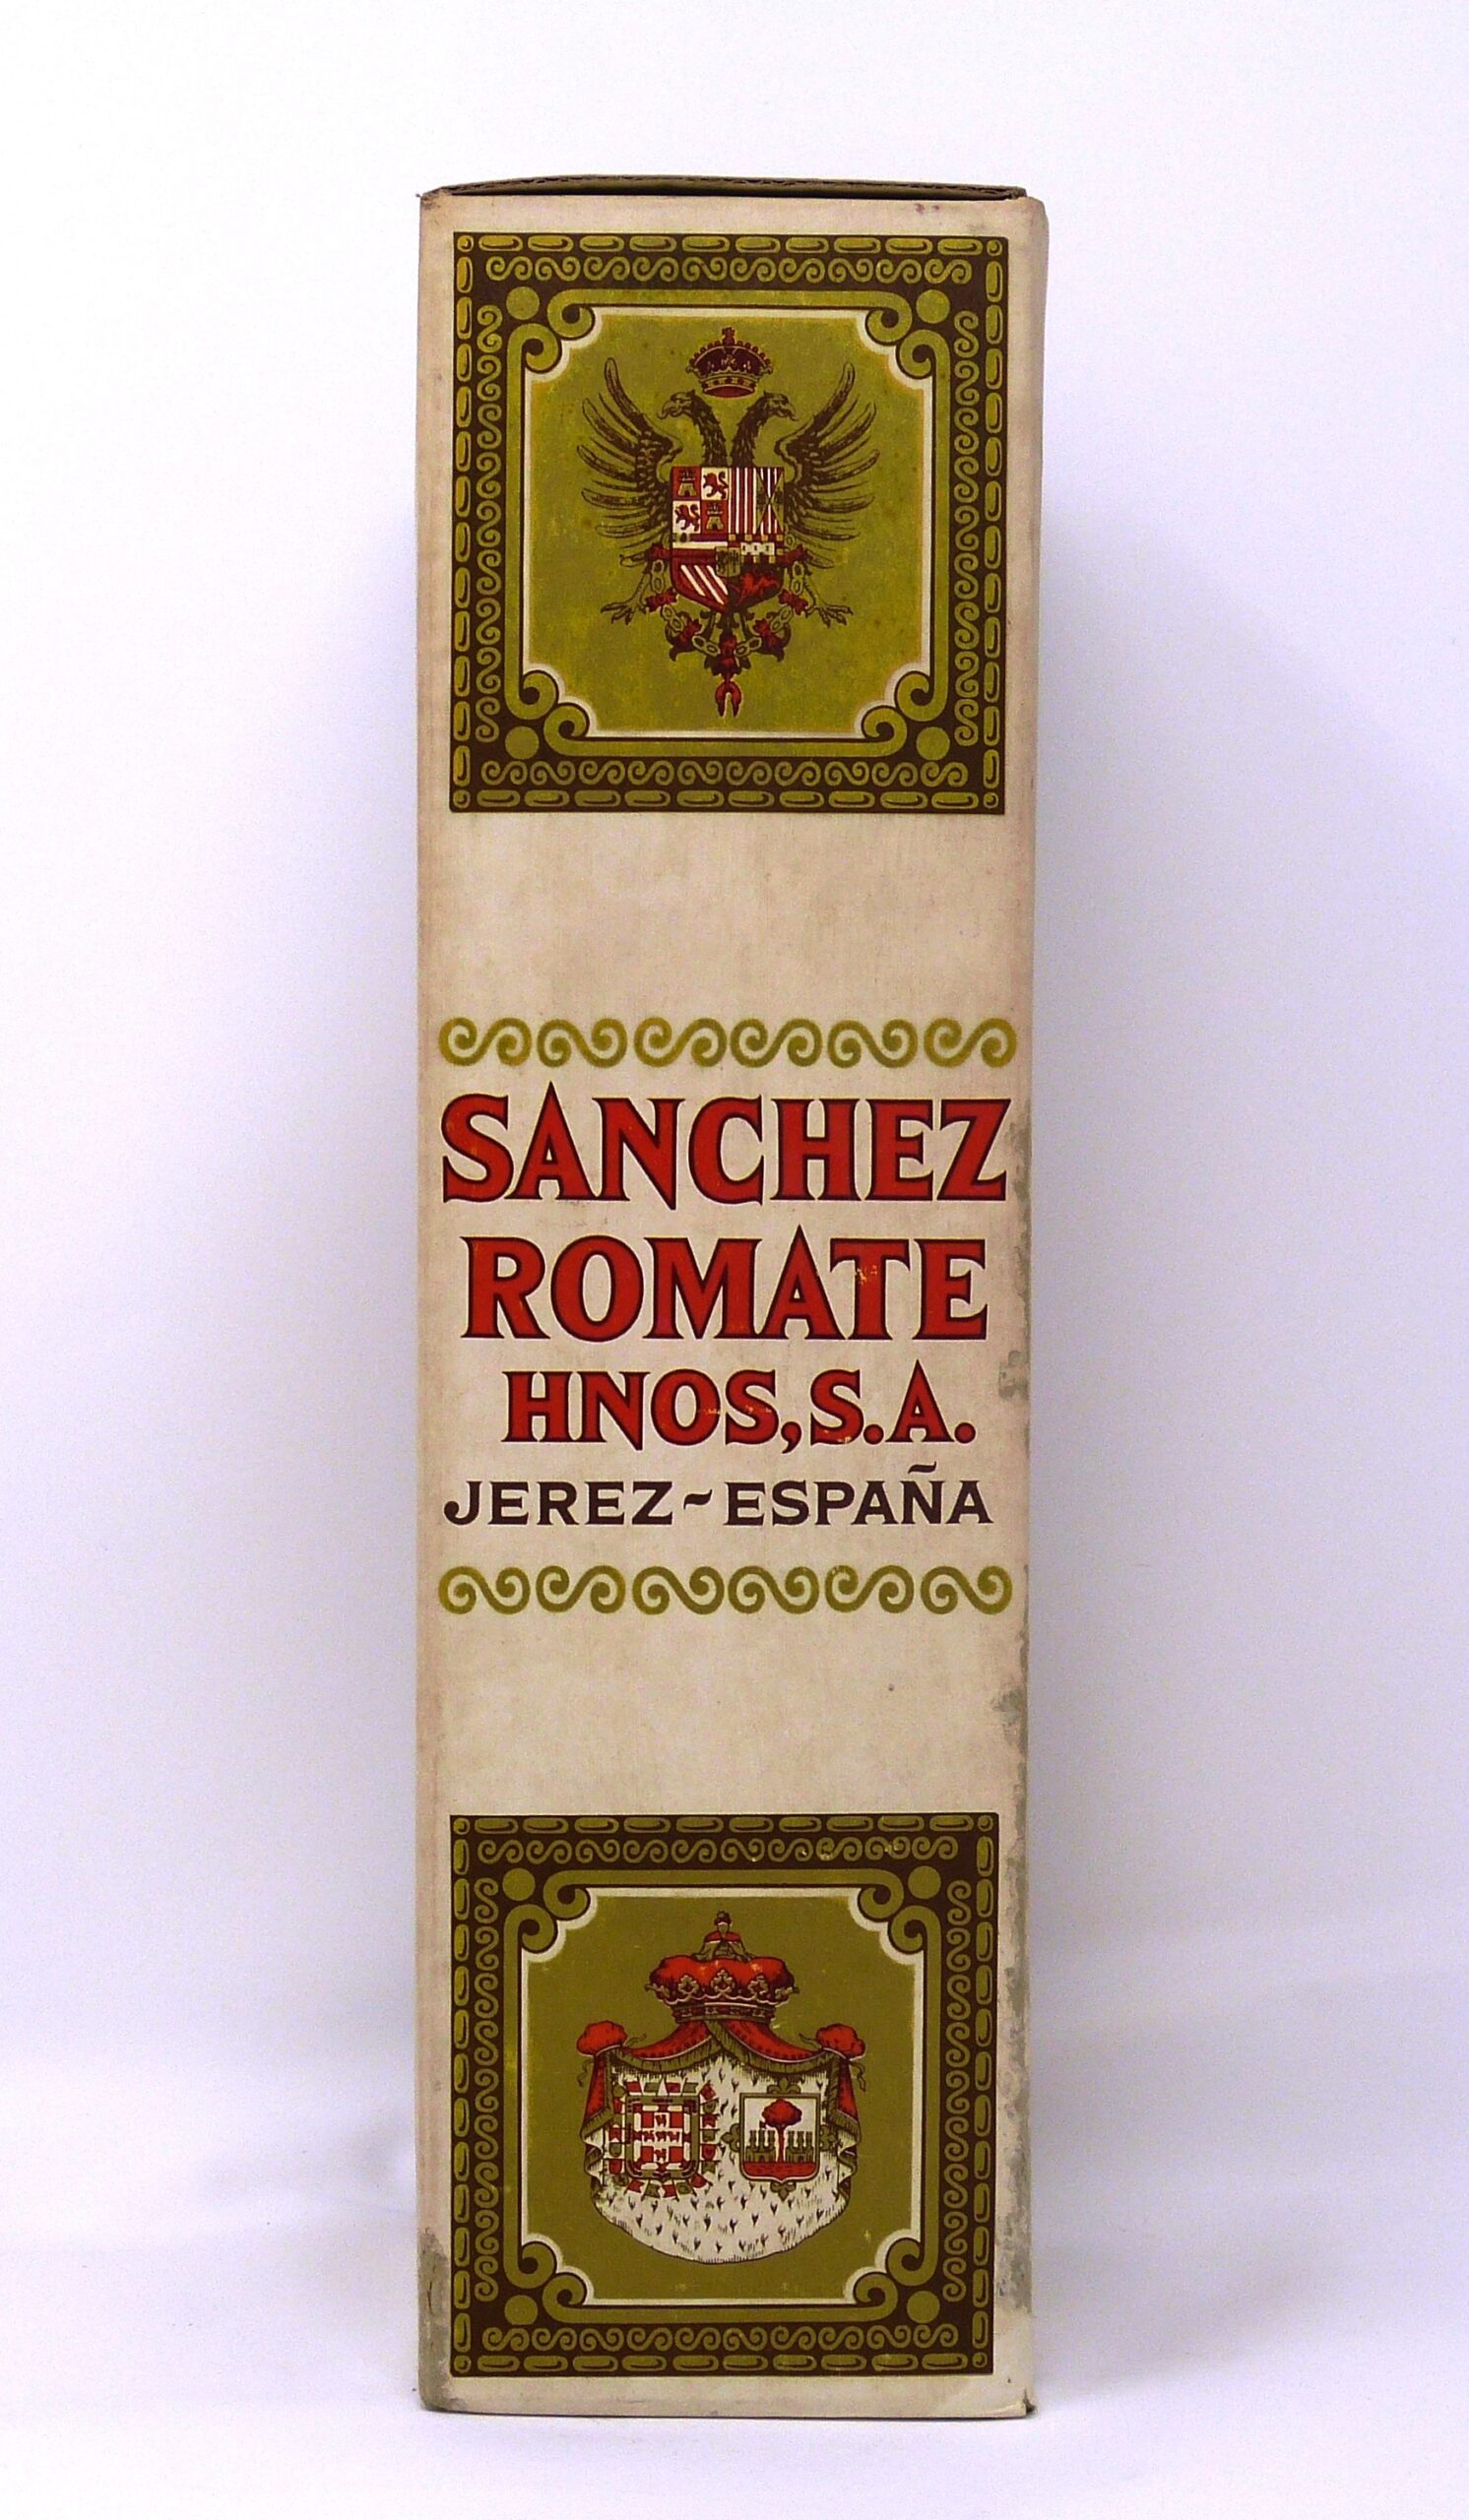 SANCHEZ
ROMATE
HNOS,S.A.
JEREZ~ESPAÑA